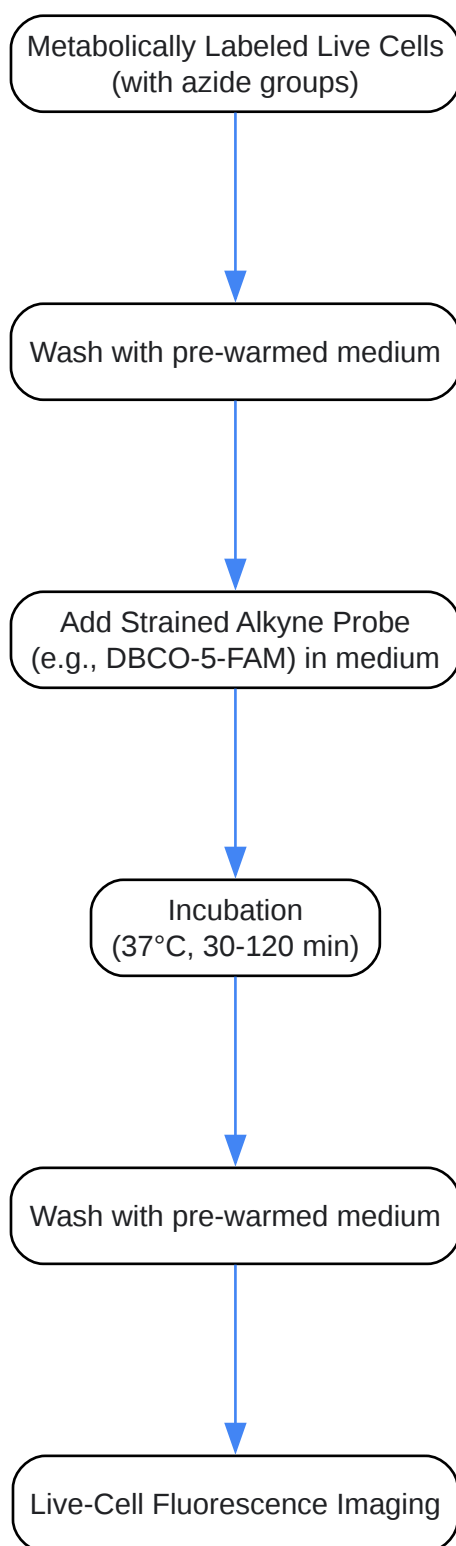 Metabolically Labeled Live Cells
(with azide groups)
Wash with pre-warmed medium
Add Strained Alkyne Probe
(e.g., DBCO-5-FAM) in medium
Incubation
(37°C, 30-120 min)
Wash with pre-warmed medium
Live-Cell Fluorescence Imaging